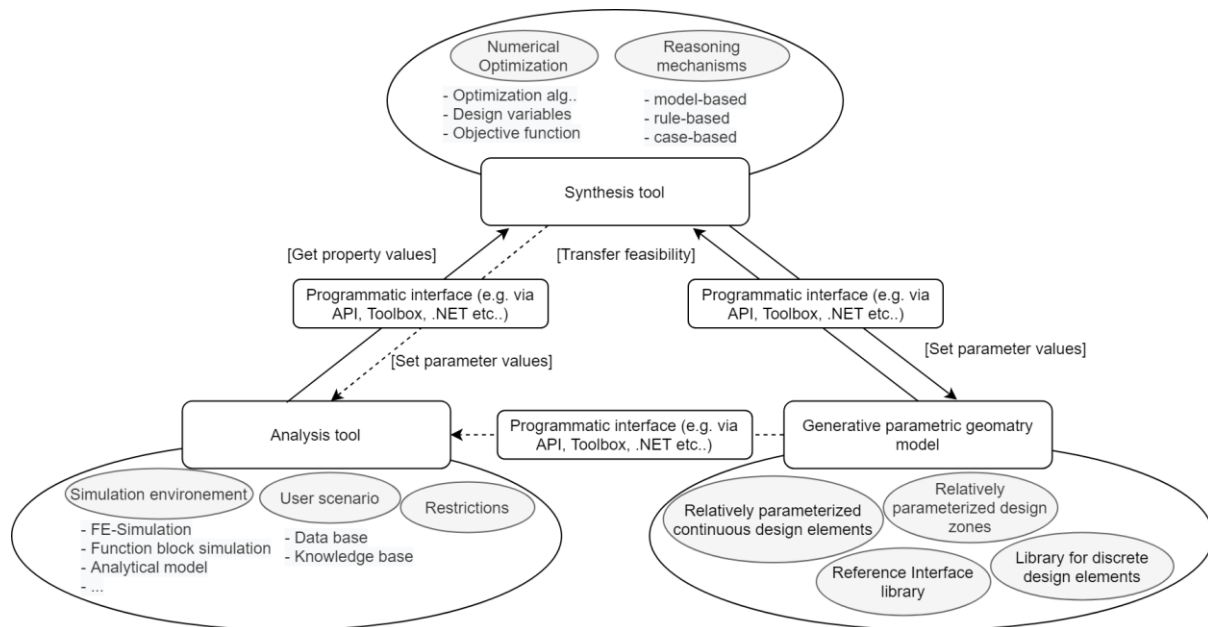 Numerical
Optimization
Reasoning
mechanisms
- Optimization alg..
- Design variables
- Objective function
- model-based
- rule-based
- case-based
Synthesis tool
[Get property values]
[Transfer feasibility]
Programmatic interface (e.g. via
API, Toolbox, .NET etc..)
Programmatic interface (e.g. via
API, Toolbox, .NET etc..)
[Set parameter values]
[Set parameter values]
Analysis tool
Programmatic interface (e.g. via
API, Toolbox, .NET etc..)
Generative parametric geomatry
model
Simulation environement
- FE-Simulation
- Function block simulation
- Analytical model
- ...
User scenario
- Data base
- Knowledge base
Restrictions
Relatively parameterized
continuous design elements
Relatively
parameterized design
zones
Reference Interface
library
Library for discrete
design elements